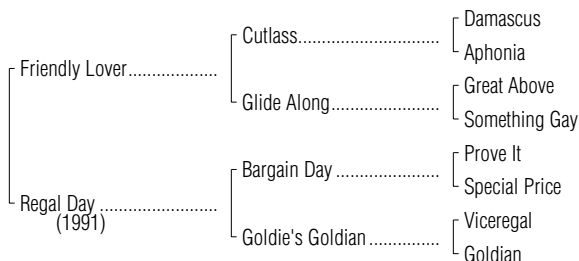 Damascus
Cutlass
Aphonia
Friendly Lover
Great Above
Glide Along
Something Gay
Prove It
Bargain Day
Special Price
Regal Day
(1991)
Viceregal
Goldie's Goldian
Goldian